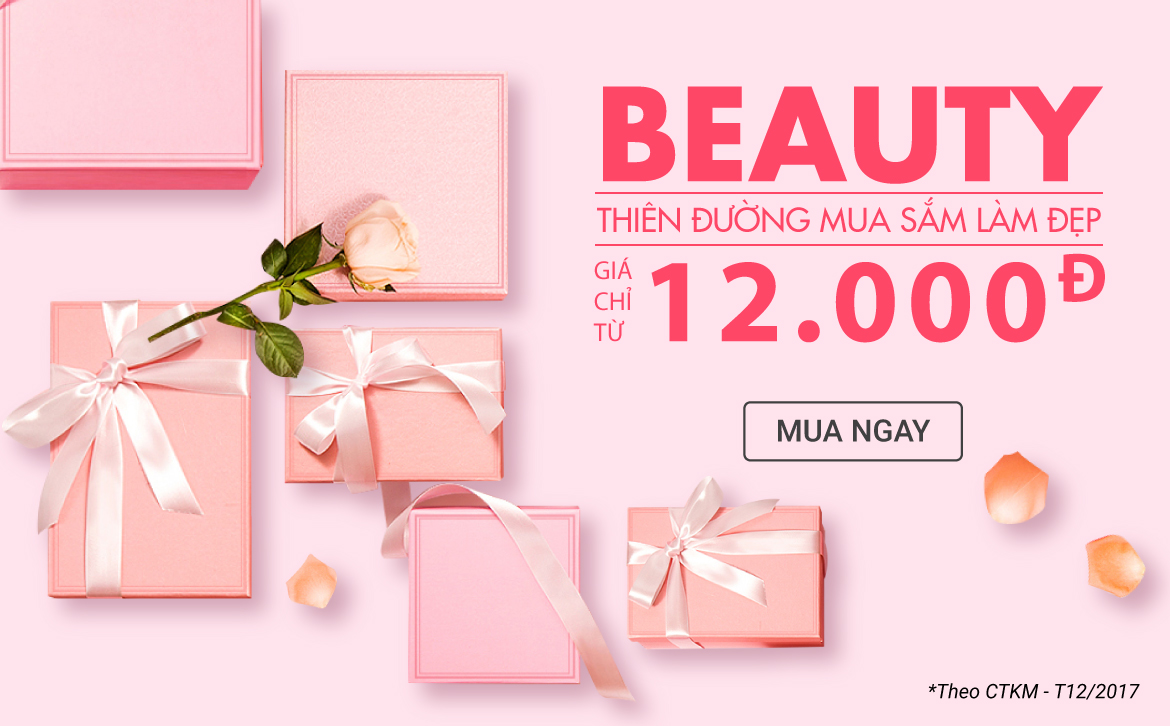 BEAUTY
THIÊN ĐƯỜNG MUA SẮM LÀM ĐẸP
GIÁ
CHỈ
TỪ
12.000Đ
MUA NGAY
*Theo CTKM - T12/2017